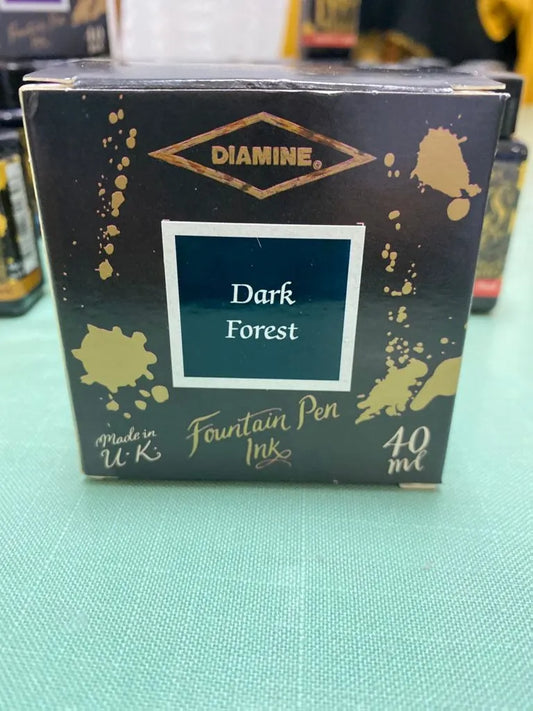 DIAMINE®
Dark
Forest
Made in
U.K.
Fountain Pen
Ink
40
ml